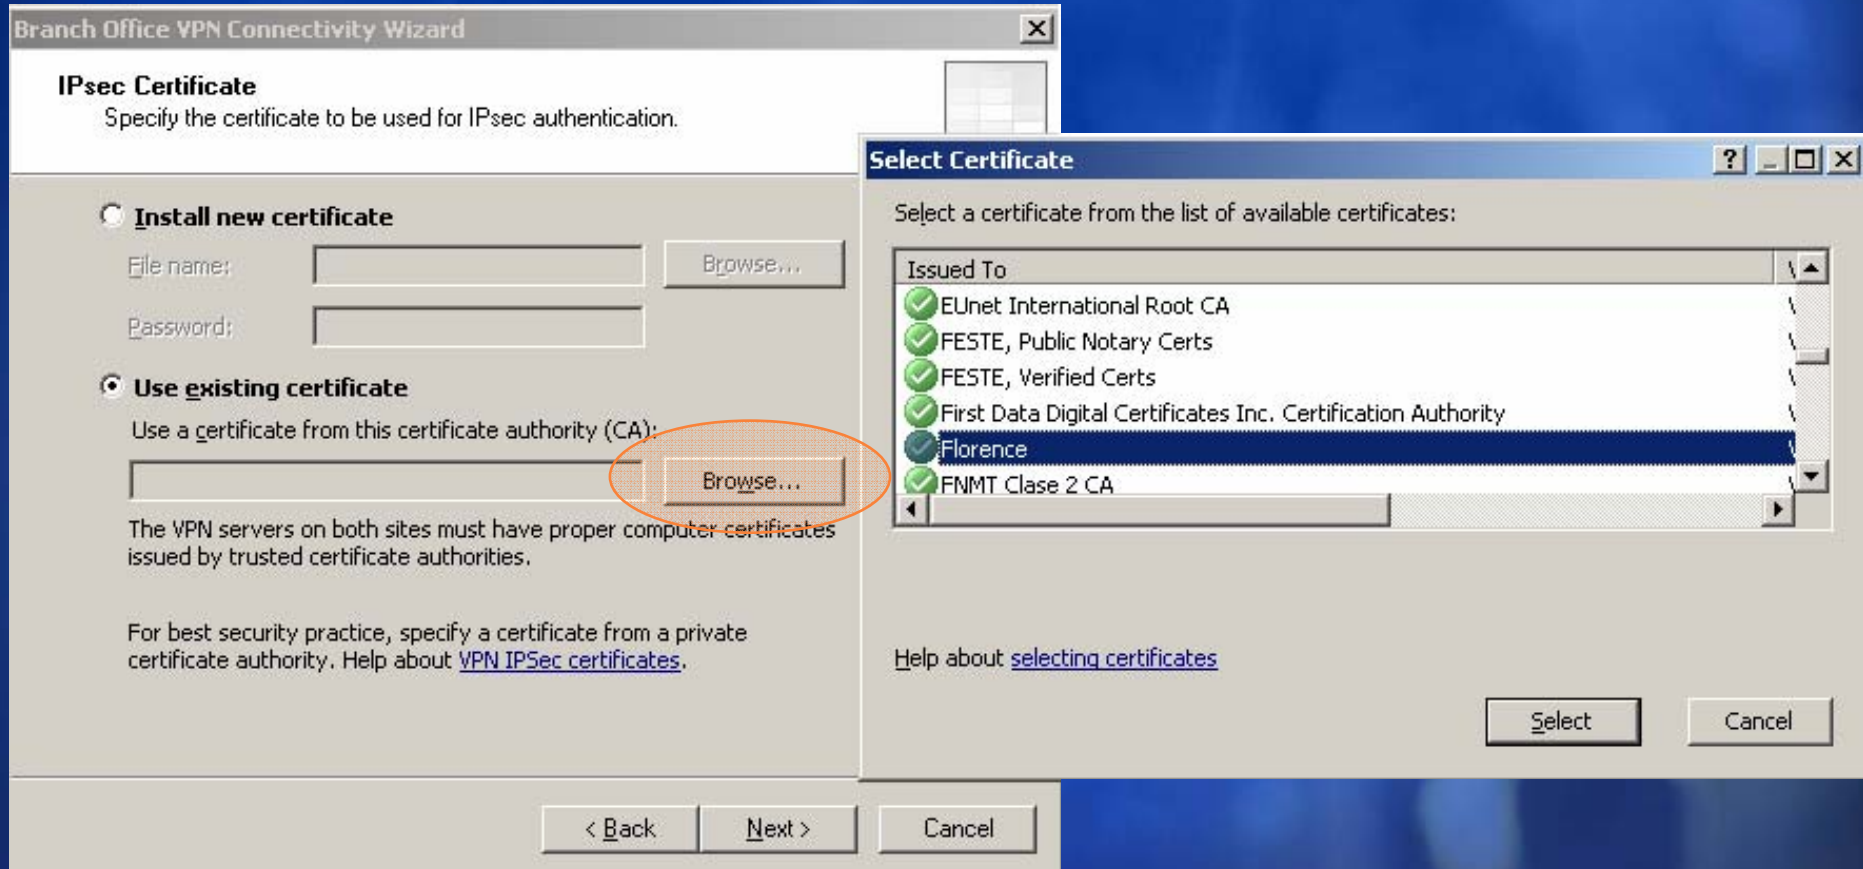 Branch Office VPN Connectivity Wizard
IPsec Certificate
Specify the certificate to be used for IPsec authentication.
Install new certificate
File name:
Browse...
Password:
Use existing certificate
Use a certificate from this certificate authority (CA):
Browse...
The VPN servers on both sites must have proper computer certificates
issued by trusted certificate authorities.
For best security practice, specify a certificate from a private
certificate authority. Help about VPN IPSec certificates.
< Back
Next >
Cancel
Select Certificate
Select a certificate from the list of available certificates:
Issued To
EUnet International Root CA
FESTE, Public Notary Certs
FESTE, Verified Certs
First Data Digital Certificates Inc. Certification Authority
Florence
FNMT Clase 2 CA
Help about selecting certificates
Select
Cancel